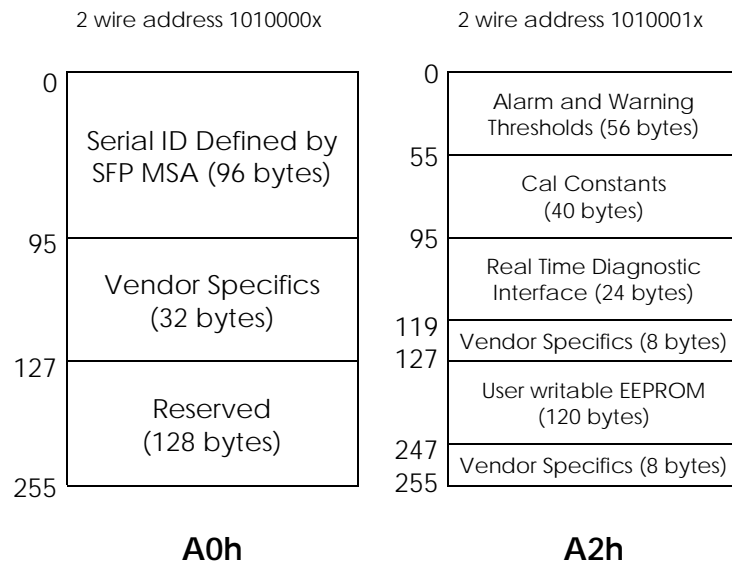 2 wire address 1010000x
0
Serial ID Defined by
SFP MSA (96 bytes)
95
Vendor Specifics
(32 bytes)
127
Reserved
(128 bytes)
255
A0h
2 wire address 1010001x
0
Alarm and Warning
Thresholds (56 bytes)
55
Cal Constants
(40 bytes)
95
Real Time Diagnostic
Interface (24 bytes)
119
Vendor Specifics (8 bytes)
127
User writable EEPROM
(120 bytes)
247
Vendor Specifics (8 bytes)
255
A2h